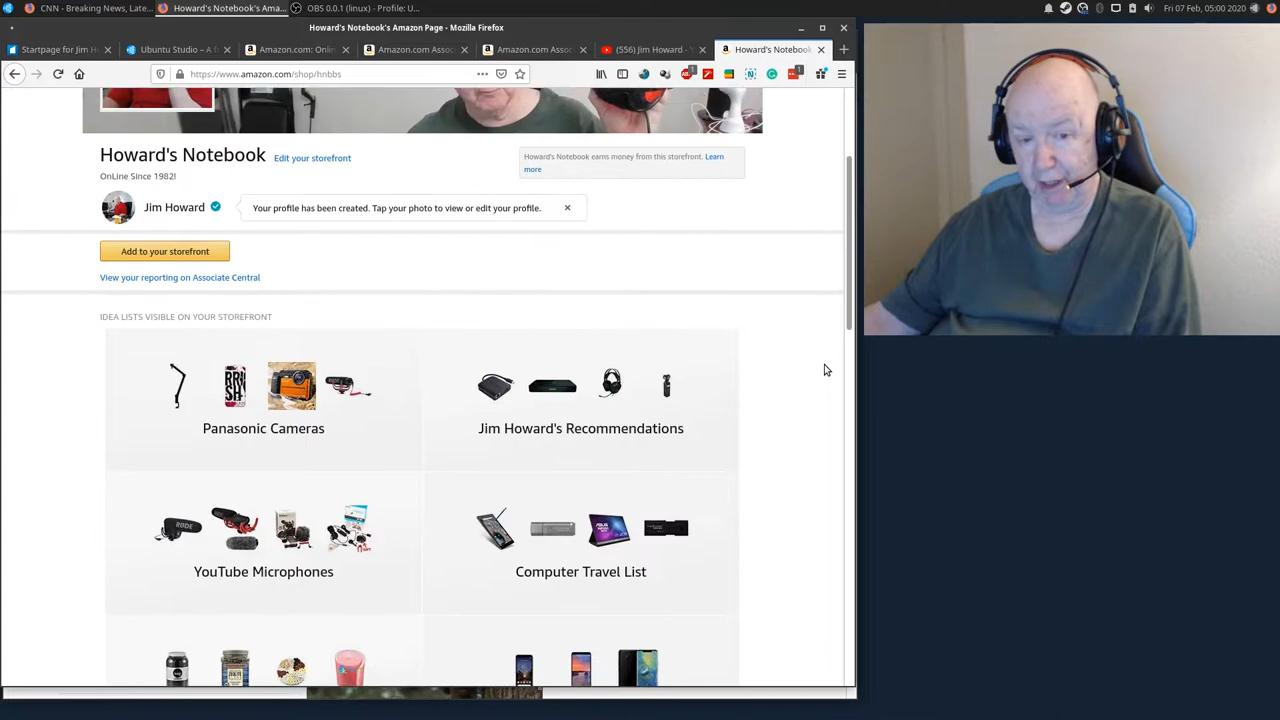 CNN - Breaking News, Late...
Howard's Notebook's Ama...
OBS 0.0.1 (linux) - Profile: U...
Fri 07 Feb, 05:00 2020
Howard's Notebook's Amazon Page - Mozilla Firefox
Startpage for Jim H
Ubuntu Studio – A f
Amazon.com: Onli
Amazon.com Assoc
Amazon.com Assoc
(556) Jim Howard - Y
Howard's Notebook
https://www.amazon.com/shop/hnbbs
Howard's Notebook
Edit your storefront
Howard's Notebook earns money from this storefront. Learn
more
OnLine Since 1982!
Jim Howard
Your profile has been created. Tap your photo to view or edit your profile.
Add to your storefront
View your reporting on Associate Central
IDEA LISTS VISIBLE ON YOUR STOREFRONT
Panasonic Cameras
Jim Howard's Recommendations
RØDE
ASUS
YouTube Microphones
Computer Travel List